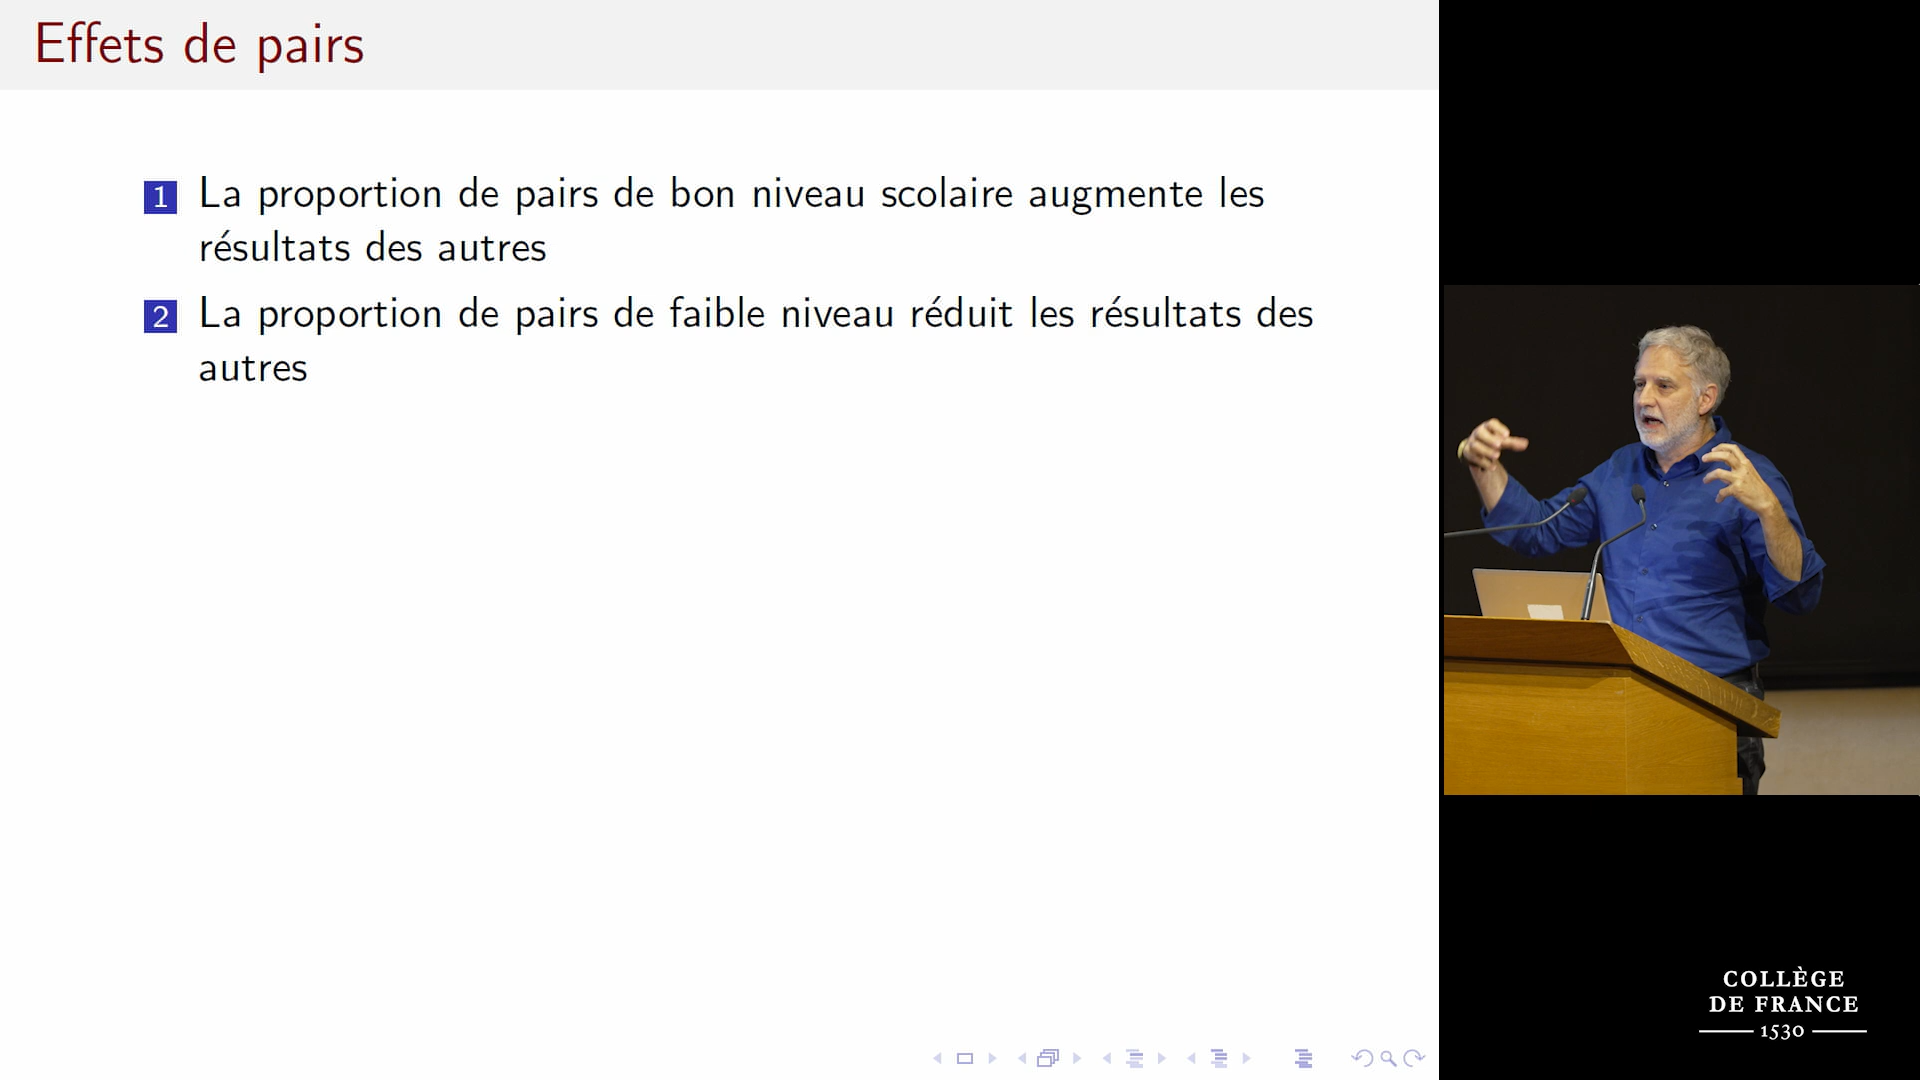 Effets de pairs
1 La proportion de pairs de bon niveau scolaire augmente les
résultats des autres
2 La proportion de pairs de faible niveau réduit les résultats des
autres
COLLÈGE
DE FRANCE
1530